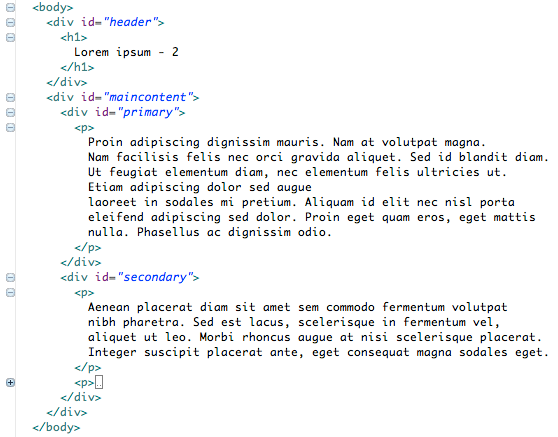 <body>
<div id="header">
<h1>
Lorem ipsum - 2
</h1>
</div>
<div id="maincontent">
<div id="primary">
<p>
Proin adipiscing dignissim mauris. Nam at volutpat magna.
Nam facilisis felis nec orci gravida aliquet. Sed id blandit diam.
Ut feugiat elementum diam, nec elementum felis ultricies ut.
Etiam adipiscing dolor sed augue
laoreet in sodales mi pretium. Aliquam id elit nec nisl porta
eleifend adipiscing sed dolor. Proin eget quam eros, eget mattis
nulla. Phasellus ac dignissim odio.
</p>
</div>
<div id="secondary">
<p>
Aenean placerat diam sit amet sem commodo fermentum volutpat
nibh pharetra. Sed est lacus, scelerisque in fermentum vel,
aliquet ut leo. Morbi rhoncus augue at nisi scelerisque placerat.
Integer suscipit placerat ante, eget consequat magna sodales eget.
</p>
<p>..
</div>
</div>
</body>